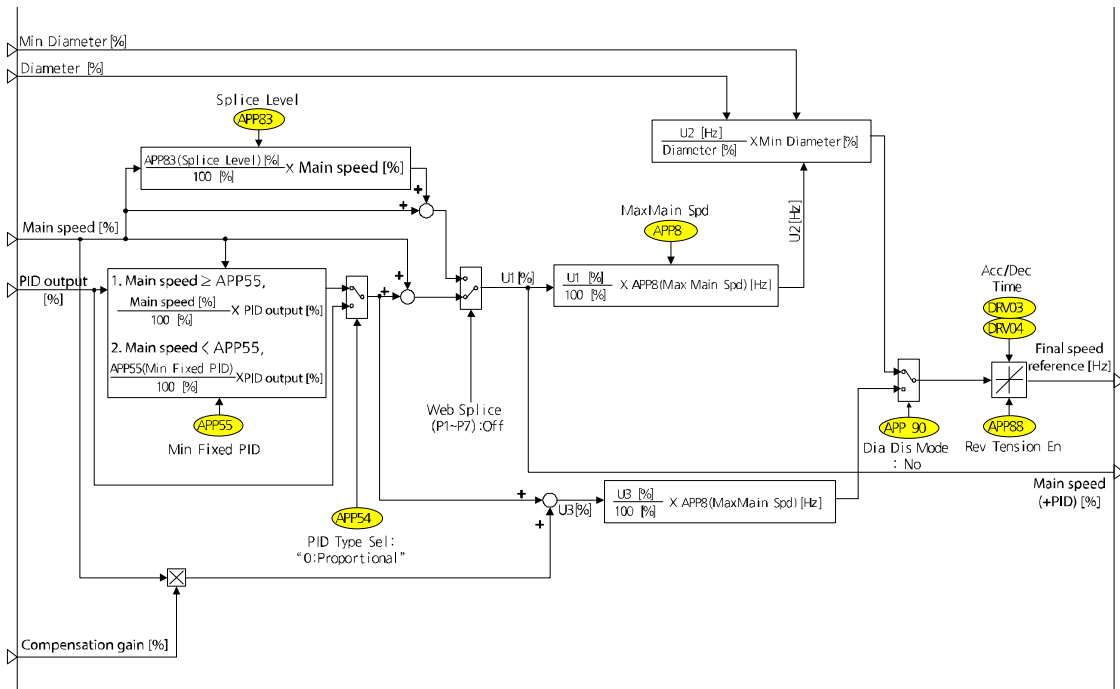 Min Diameter[%]
Diameter [%]
Splice Level
APP83
APP83(Splice Level)[%]
100 [%]
X Main speed [%]
U2 [Hz]
Diameter [%]
X Min Diameter[%]
+
+
Main speed [%]
MaxMain Spd
APP8
U2[Hz]
PID output
[%]
1. Main speed ≥ APP55,
Main speed [%]
100 [%]
X PID output[%]
2. Main speed < APP55,
APP55(Min Fixed PID)
100 [%]
XPID output[%]
+
+
U1[%]
U1 [%]
100 [%]
X APP8(Max Main Spd)[Hz]
Acc/Dec
Time
DRV03
DRV04
Final speed
reference [Hz]
APP55
Min Fixed PID
Web Splice
(P1~P7):Off
APP 90
Dia Dis Mode
: No
APP88
Rev Tension En
Main speed
(+PID) [%]
+
+
U3[%]
U3 [%]
100 [%]
X APP8(MaxMain Spd)[Hz]
APP54
PID Type Sel:
"0:Proportional"
Compensation gain [%]